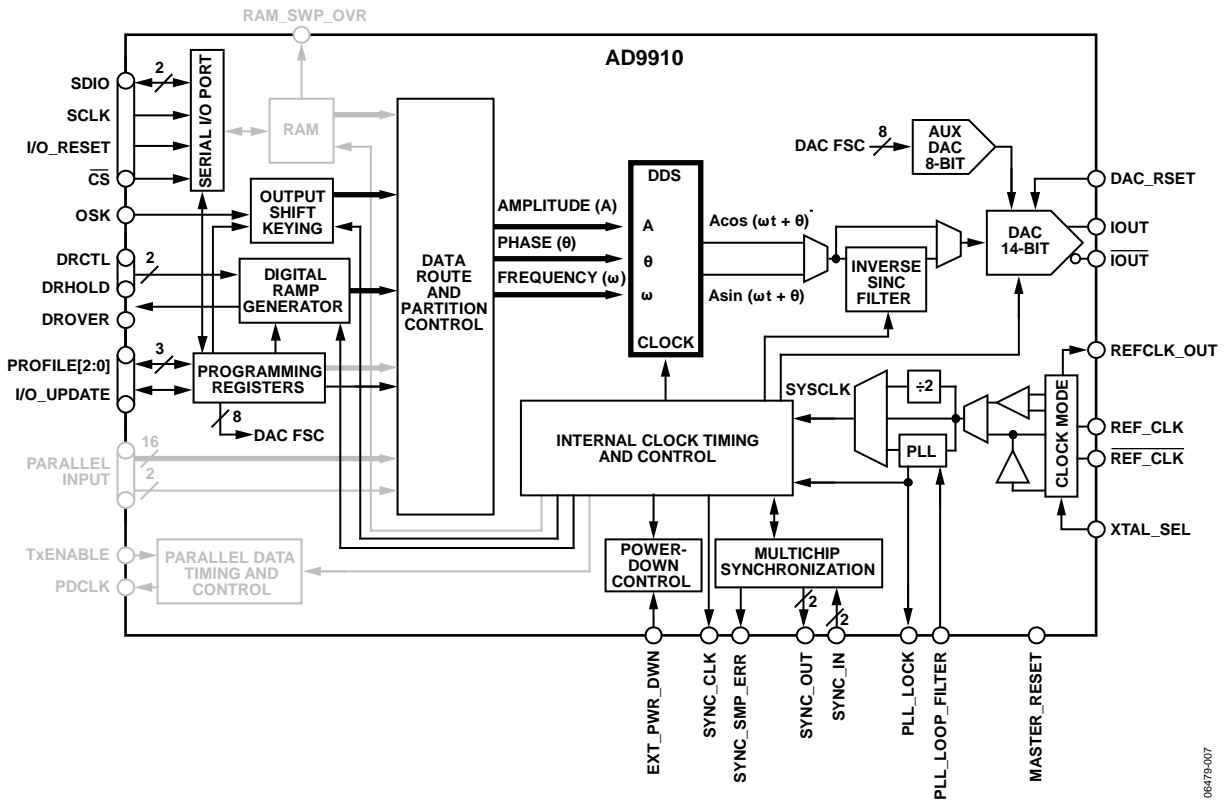 RAM_SWP_OVR
AD9910
SDIO
2
SCLK
I/O_RESET
CS
SERIAL I/O PORT
RAM
OSK
OUTPUT
SHIFT
KEYING
DRCTL
2
DRHOLD
DROVER
DIGITAL
RAMP
GENERATOR
PROFILE[2:0]
3
I/O_UPDATE
PROGRAMMING
REGISTERS
8
DAC FSC
PARALLEL
INPUT
16
2
TxENABLE
PDCLK
PARALLEL DATA
TIMING AND
CONTROL
DATA
ROUTE
AND
PARTITION
CONTROL
AMPLITUDE (A)
PHASE (θ)
FREQUENCY (ω)
DDS
A
θ
ω
CLOCK
Acos (ωt + θ)
Asin (ωt + θ)
INVERSE
SINC
FILTER
DAC FSC
8
AUX
DAC
8-BIT
DAC
14-BIT
DAC_RSET
IOUT
IOUT
REFCLK_OUT
REF_CLK
REF_CLK
XTAL_SEL
CLOCK MODE
SYSCLK
÷2
PLL
INTERNAL CLOCK TIMING
AND CONTROL
POWER-
DOWN
CONTROL
MULTICHIP
SYNCHRONIZATION
2
2
EXT_PWR_DWN
SYNC_CLK
SYNC_SMP_ERR
SYNC_OUT
SYNC_IN
PLL_LOCK
PLL_LOOP_FILTER
MASTER_RESET
06479-007